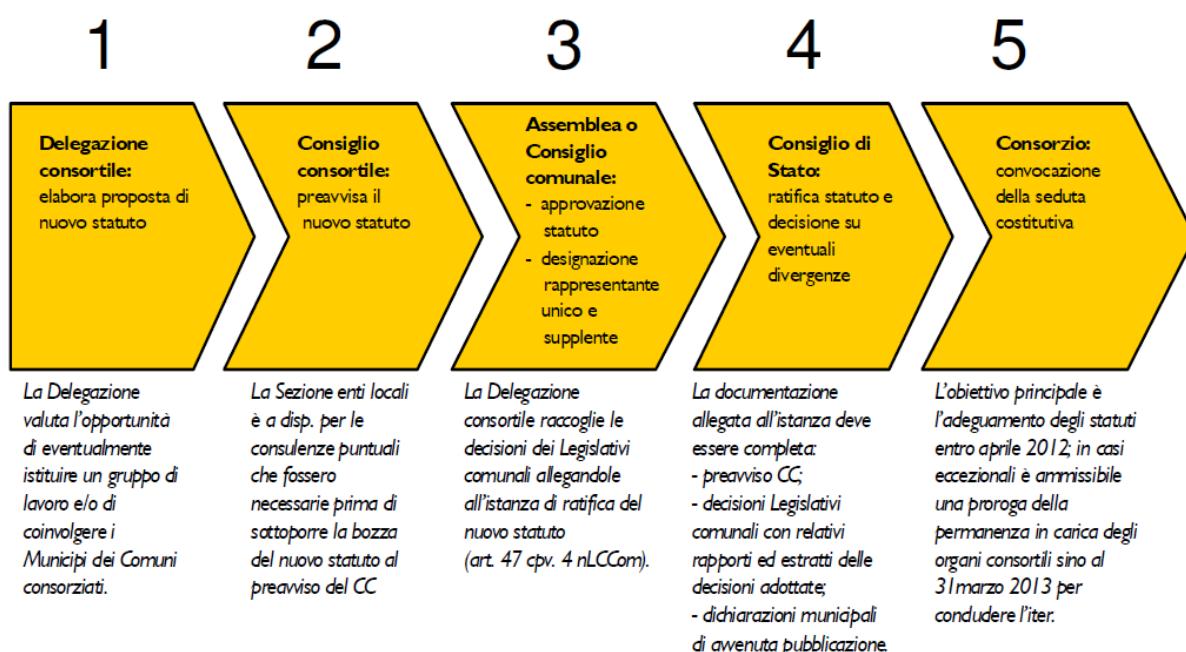 1
2
3
4
5
Delegazione
consortile:
elabora proposta di
nuovo statuto
Consiglio
consortile:
preavvisa il
nuovo statuto
Assemblea o
Consiglio
comunale:
- approvazione
statuto
- designazione
rappresentante
unico e
supplente
Consiglio di
Stato:
ratifica statuto e
decisione su
eventuali
divergenze
Consorzio:
convocazione
della seduta
costitutiva
La Delegazione
valuta l'opportunità
di eventualmente
istituire un gruppo di
lavoro e/o di
coinvolgere i
Municipi dei Comuni
consorziati.
La Sezione enti locali
è a disp. per le
consulenze puntuali
che fossero
necessarie prima di
sottoporre la bozza
del nuovo statuto al
preavviso del CC
La Delegazione
consortile raccoglie le
decisioni dei Legislativi
comunali allegandole
all'istanza di ratifica del
nuovo statuto
(art. 47 cpv. 4 nLCCom).
La documentazione
allegata all'istanza deve
essere completa:
- preavviso CC;
- decisioni Legislativi
comunali con relativi
rapporti ed estratti delle
decisioni adottate;
- dichiarazioni municipali
di avvenuta pubblicazione.
L'obiettivo principale è
l'adeguamento degli statuti
entro aprile 2012; in casi
eccezionali è ammissibile
una proroga della
permanenza in carica degli
organi consortili sino al
31marzo 2013 per
concludere l'iter.